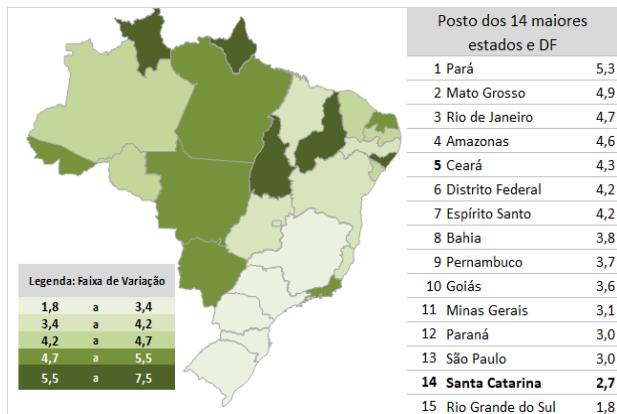 Posto dos 14 maiores
estados e DF
1 Pará 5,3
2 Mato Grosso 4,9
3 Rio de Janeiro 4,7
4 Amazonas 4,6
5 Ceará 4,3
6 Distrito Federal 4,2
7 Espírito Santo 4,2
8 Bahia 3,8
9 Pernambuco 3,7
10 Goiás 3,6
11 Minas Gerais 3,1
12 Paraná 3,0
13 São Paulo 3,0
14 Santa Catarina 2,7
15 Rio Grande do Sul 1,8
Legenda: Faixa de Variação
1,8 a 3,4
3,4 a 4,2
4,2 a 4,7
4,7 a 5,5
5,5 a 7,5